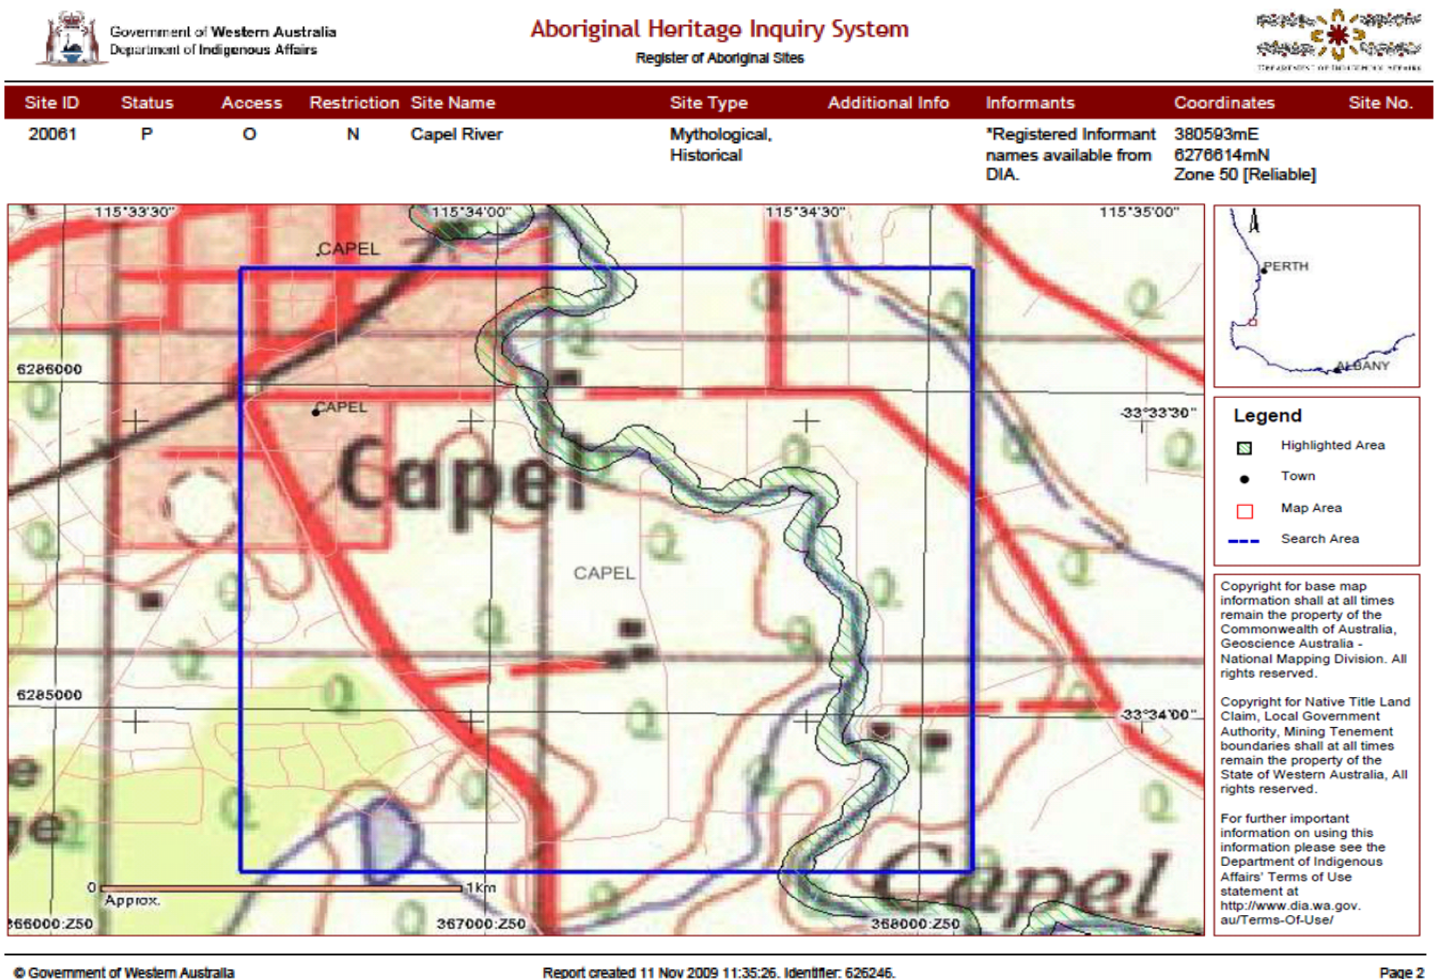 Government of Western Australia
Department of Indigenous Affairs
Aboriginal Heritage Inquiry System
Register of Aboriginal Sites
DEPARTMENT OF INDIGENOUS AFFAIRS
Site ID Status Access Restriction Site Name Site Type Additional Info Informants Coordinates Site No.
20061 P O N Capel River Mythological, *Registered Informant 380593mE
Historical names available from 6276614mN
DIA. Zone 50 [Reliable]
115°33'30" 115°34'00" 115°34'30" 115°35'00"
CAPEL
6286000
CAPEL
-33°33'30"
Capel
CAPEL
6285000
-33°34'00"
e
ge
Capel
0 1km
Approx.
366000:Z50 367000:Z50 368000:Z50
PERTH
ALBANY
Legend
Highlighted Area
Town
Map Area
Search Area
Copyright for base map
information shall at all times
remain the property of the
Commonwealth of Australia,
Geoscience Australia -
National Mapping Division. All
rights reserved.
Copyright for Native Title Land
Claim, Local Government
Authority, Mining Tenement
boundaries shall at all times
remain the property of the
State of Western Australia, All
rights reserved.
For further important
information on using this
information please see the
Department of Indigenous
Affairs' Terms of Use
statement at
http://www.dia.wa.gov.
au/Terms-Of-Use/
© Government of Western Australia Report created 11 Nov 2009 11:35:26. Identifier: 626246. Page 2